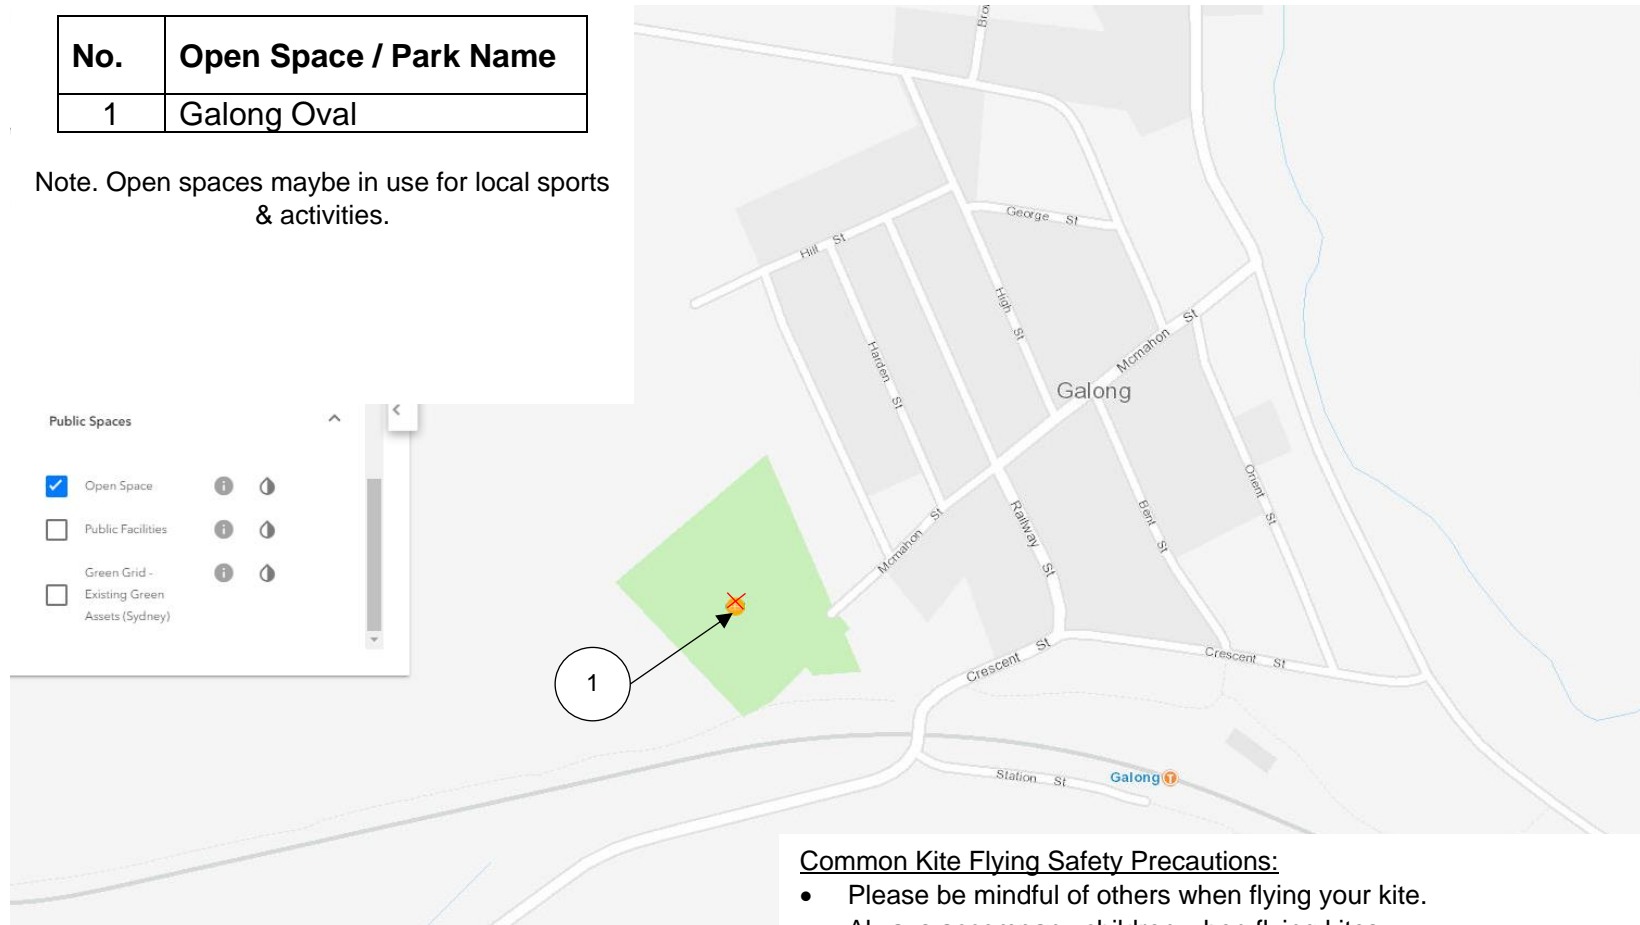 No. Open Space / Park Name
1 Galong Oval
Note. Open spaces maybe in use for local sports
& activities.
Public Spaces
Open Space
Public Facilities
Green Grid -
Existing Green
Assets (Sydney)
Bro
George St
Hill St
High St
Mcmahon St
Harden St
Galong
Orient St
Bent St
Railway St
Mcmahon St
1
Crescent St
Crescent St
Station St
Galong T
Common Kite Flying Safety Precautions:
• Please be mindful of others when flying your kite.